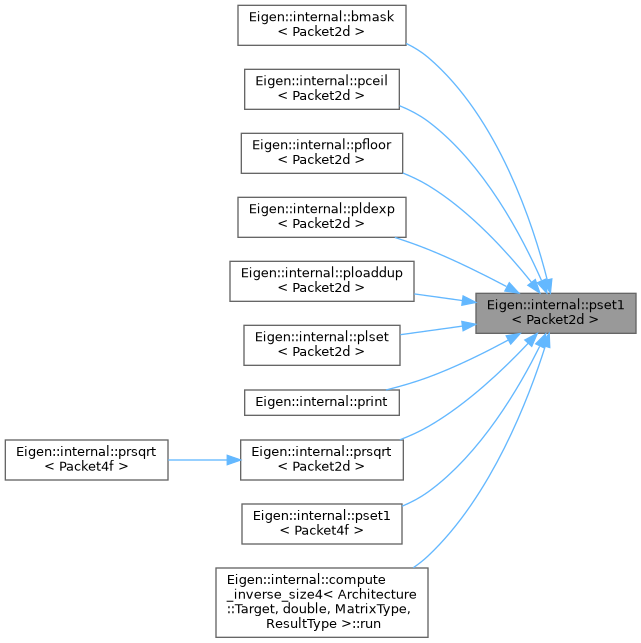 Eigen::internal::bmask
< Packet2d >
Eigen::internal::pceil
< Packet2d >
Eigen::internal::pfloor
< Packet2d >
Eigen::internal::pldexp
< Packet2d >
Eigen::internal::ploaddup
< Packet2d >
Eigen::internal::pset1
< Packet2d >
Eigen::internal::plset
< Packet2d >
Eigen::internal::print
Eigen::internal::prsqrt
< Packet4f >
Eigen::internal::prsqrt
< Packet2d >
Eigen::internal::pset1
< Packet4f >
Eigen::internal::compute
_inverse_size4< Architecture
::Target, double, MatrixType,
ResultType >::run